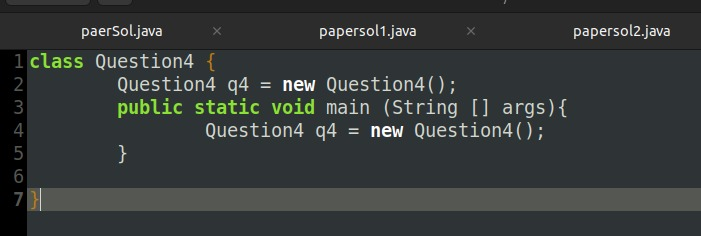 paerSol.java × papersol1.java × papersol2.java
1 class Question4 {
2 Question4 q4 = new Question4();
3 public static void main (String [] args){
4 Question4 q4 = new Question4();
5 }
6
7 }